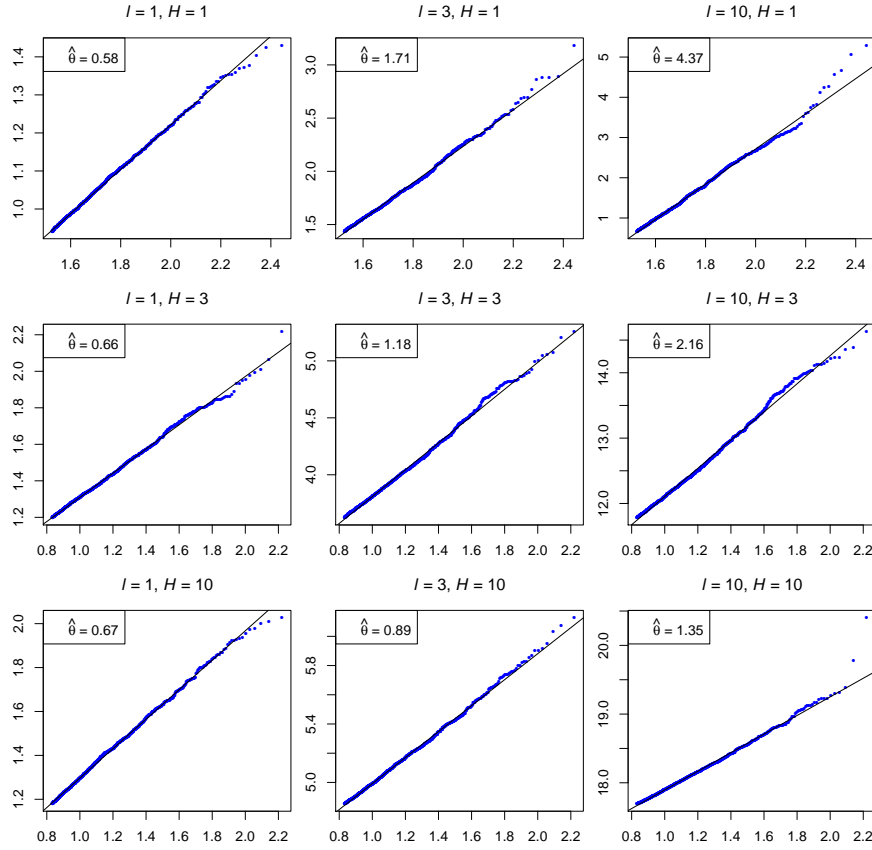 l = 1, H = 1
l = 3, H = 1
l = 10, H = 1
θ̂ = 0.58
θ̂ = 1.71
θ̂ = 4.37
1.0 1.1 1.2 1.3 1.4
1.5 2.0 2.5 3.0
1 2 3 4 5
1.6 1.8 2.0 2.2 2.4
1.6 1.8 2.0 2.2 2.4
1.6 1.8 2.0 2.2 2.4
l = 1, H = 3
l = 3, H = 3
l = 10, H = 3
θ̂ = 0.66
θ̂ = 1.18
θ̂ = 2.16
1.2 1.4 1.6 1.8 2.0 2.2
4.0 4.5 5.0
12.0 13.0 14.0
0.8 1.0 1.2 1.4 1.6 1.8 2.0 2.2
0.8 1.0 1.2 1.4 1.6 1.8 2.0 2.2
0.8 1.0 1.2 1.4 1.6 1.8 2.0 2.2
l = 1, H = 10
l = 3, H = 10
l = 10, H = 10
θ̂ = 0.67
θ̂ = 0.89
θ̂ = 1.35
1.2 1.4 1.6 1.8 2.0
5.0 5.4 5.8
18.0 19.0 20.0
0.8 1.0 1.2 1.4 1.6 1.8 2.0 2.2
0.8 1.0 1.2 1.4 1.6 1.8 2.0 2.2
0.8 1.0 1.2 1.4 1.6 1.8 2.0 2.2